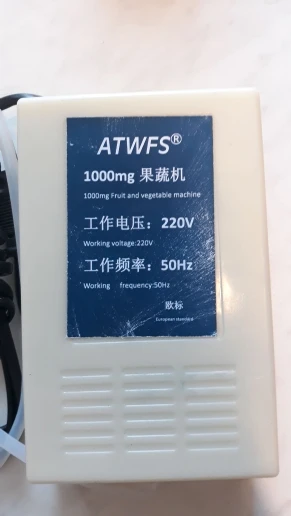 ATWFS®
1000mg 果蔬机
1000mg Fruit and vegetable machine
工作电压：220V
Working voltage:220V
工作频率：50Hz
Working frequency:50Hz
欧标
European standard